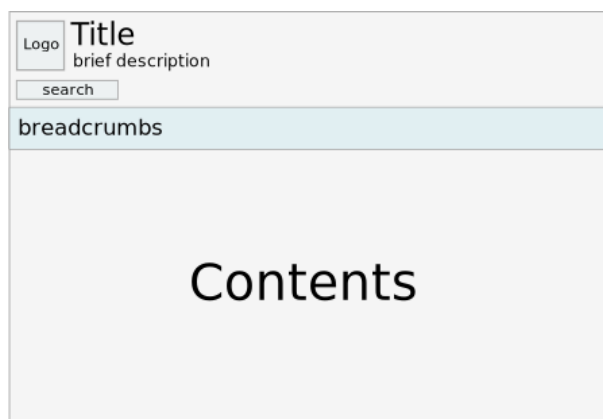 Logo
Title
brief description
search
breadcrumbs
Contents